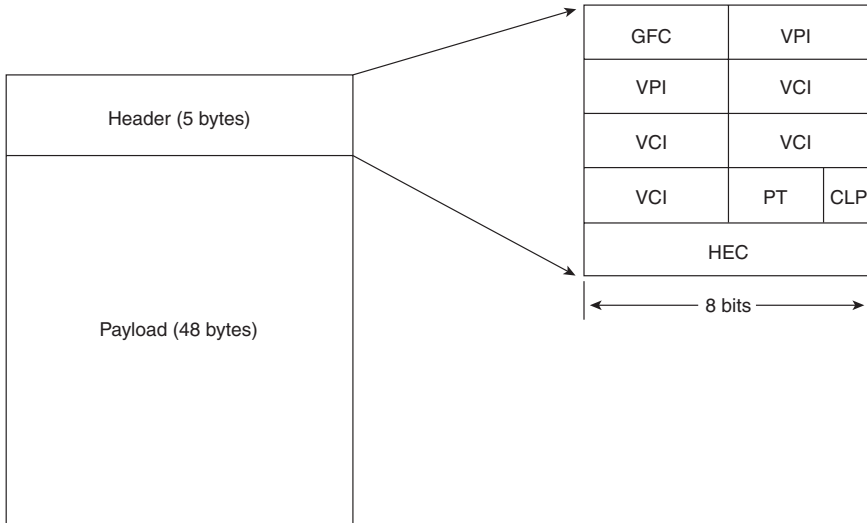 GFC VPI
VPI VCI
Header (5 bytes)
VCI VCI
VCI PT CLP
HEC
8 bits
Payload (48 bytes)